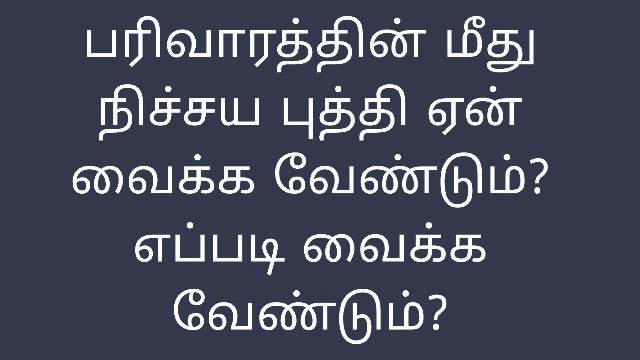 பரிவாரத்தின் மீது
நிச்சய புத்தி ஏன்
வைக்க வேண்டும்?
எப்படி வைக்க
வேண்டும்?